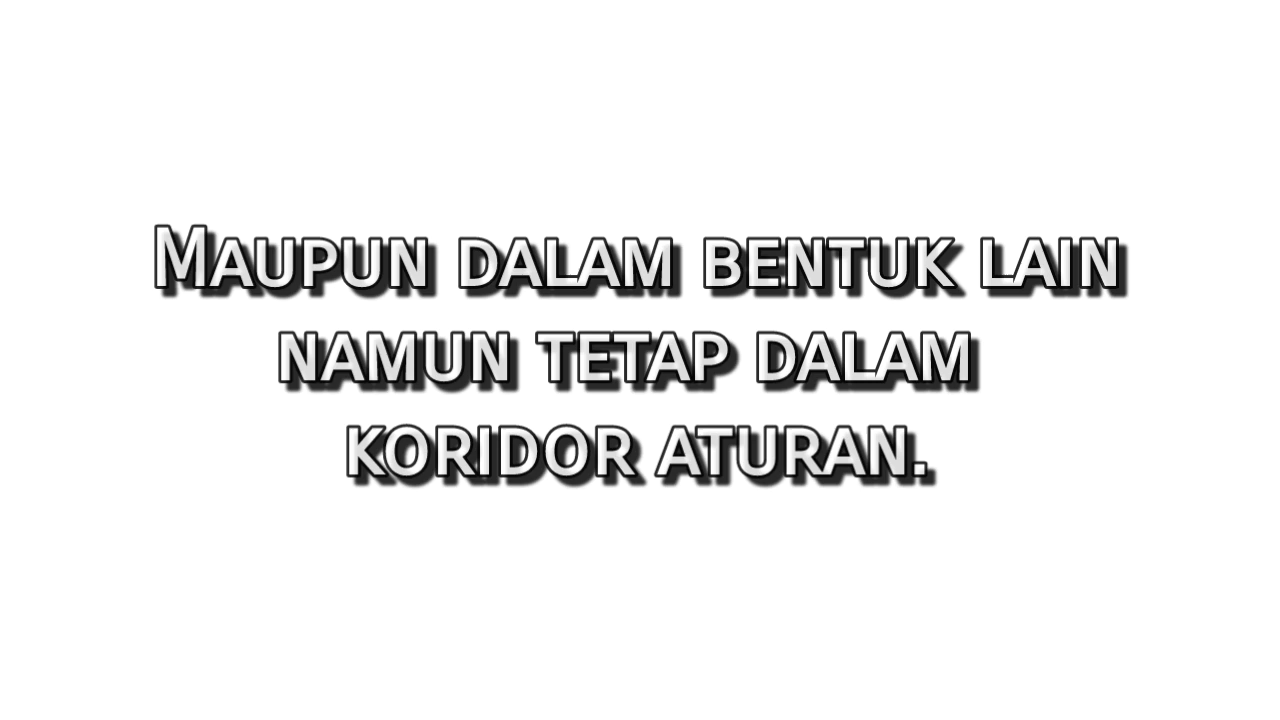 Maupun dalam bentuk lain
namun tetap dalam
koridor aturan.